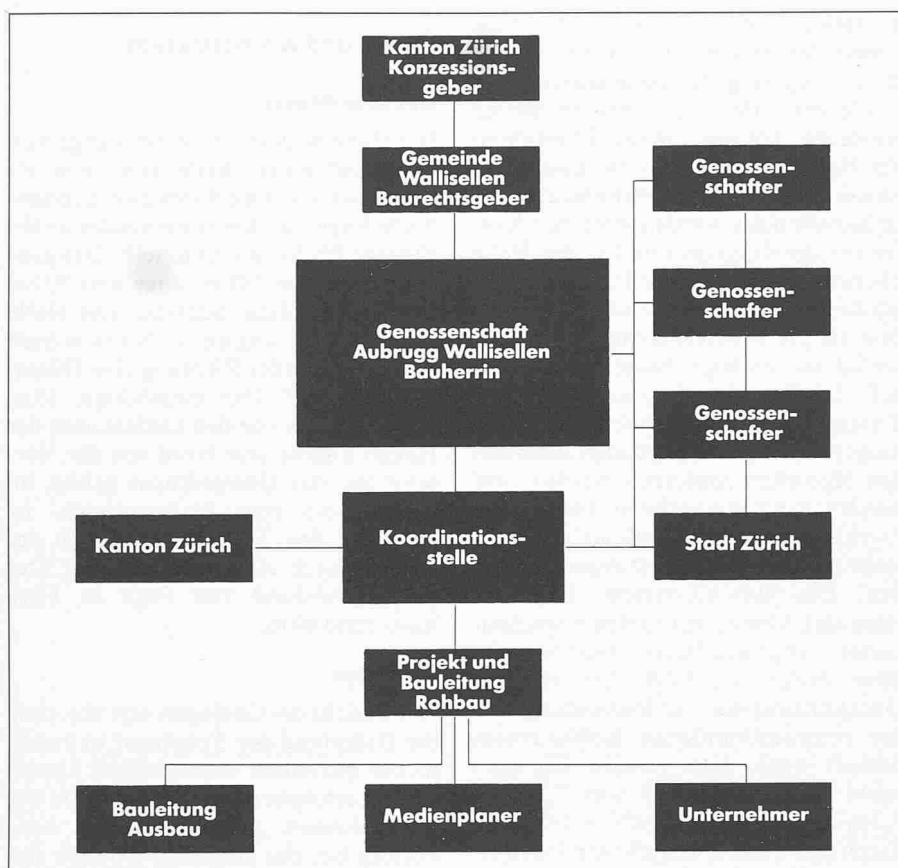 Kanton Zürich
Konzessions-
geber
Gemeinde
Wallisellen
Baurechtsgeber
Genossen-
schafter
Genossenschaft
Aubrugg Wallisellen
Bauherrin
Genossen-
schafter
Genossen-
schafter
Kanton Zürich
Koordinations-
stelle
Stadt Zürich
Projekt und
Bauleitung
Rohbau
Bauleitung
Ausbau
Medienplaner
Unternehmer